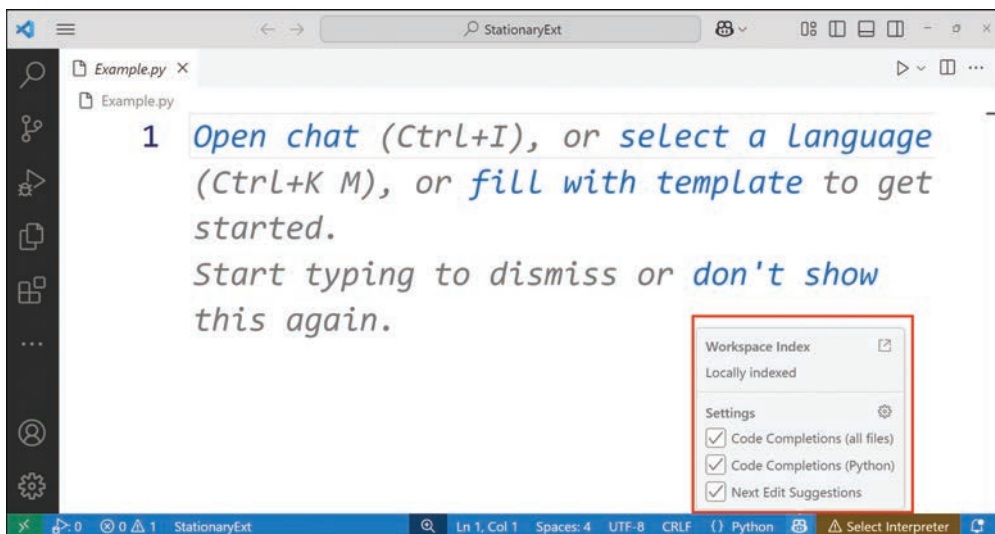 StationaryExt
Example.py
Example.py
1 Open chat (Ctrl+I), or select a language
(Ctrl+K M), or fill with template to get
started.
Start typing to dismiss or don't show
this again.
Workspace Index
Locally indexed
Settings
Code Completions (all files)
Code Completions (Python)
Next Edit Suggestions
0 0 1 StationaryExt Ln 1, Col 1 Spaces: 4 UTF-8 CRLF {} Python Select Interpreter